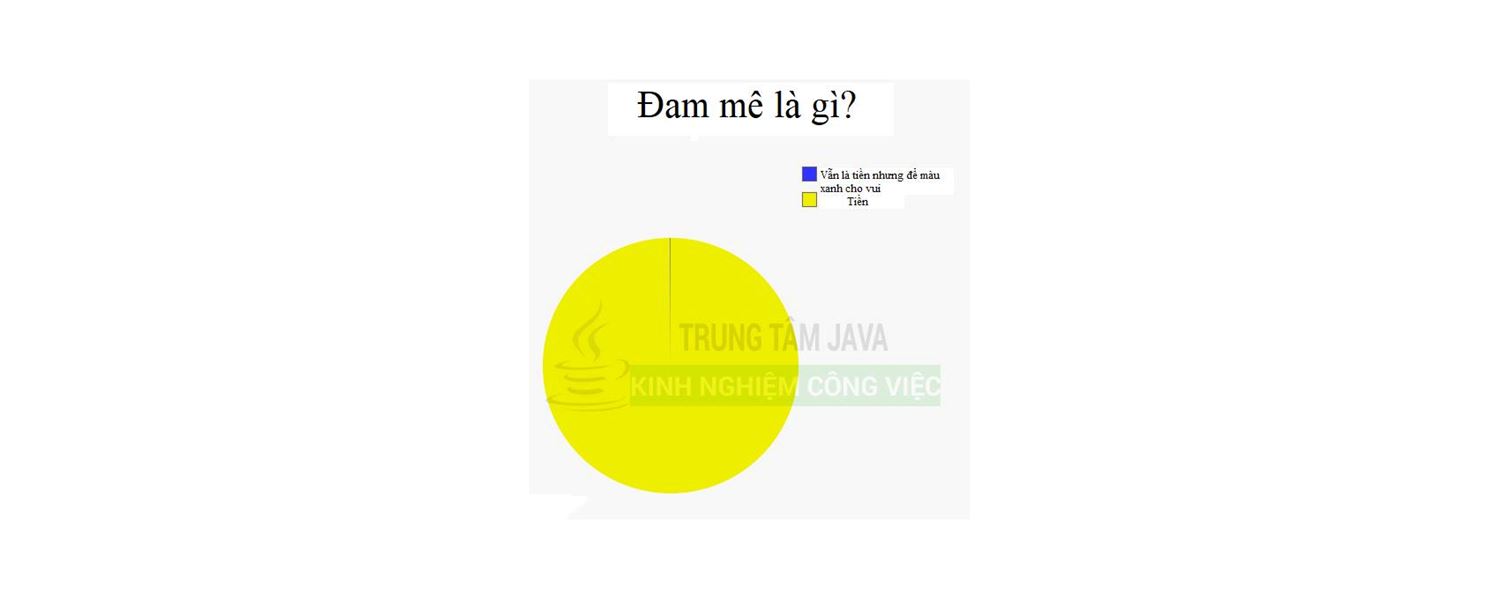 Đam mê là gì?
Vẫn là tiền nhưng để màu
xanh cho vui
Tiền
TRUNG TÂM JAVA
KINH NGHIỆM CÔNG VIỆC